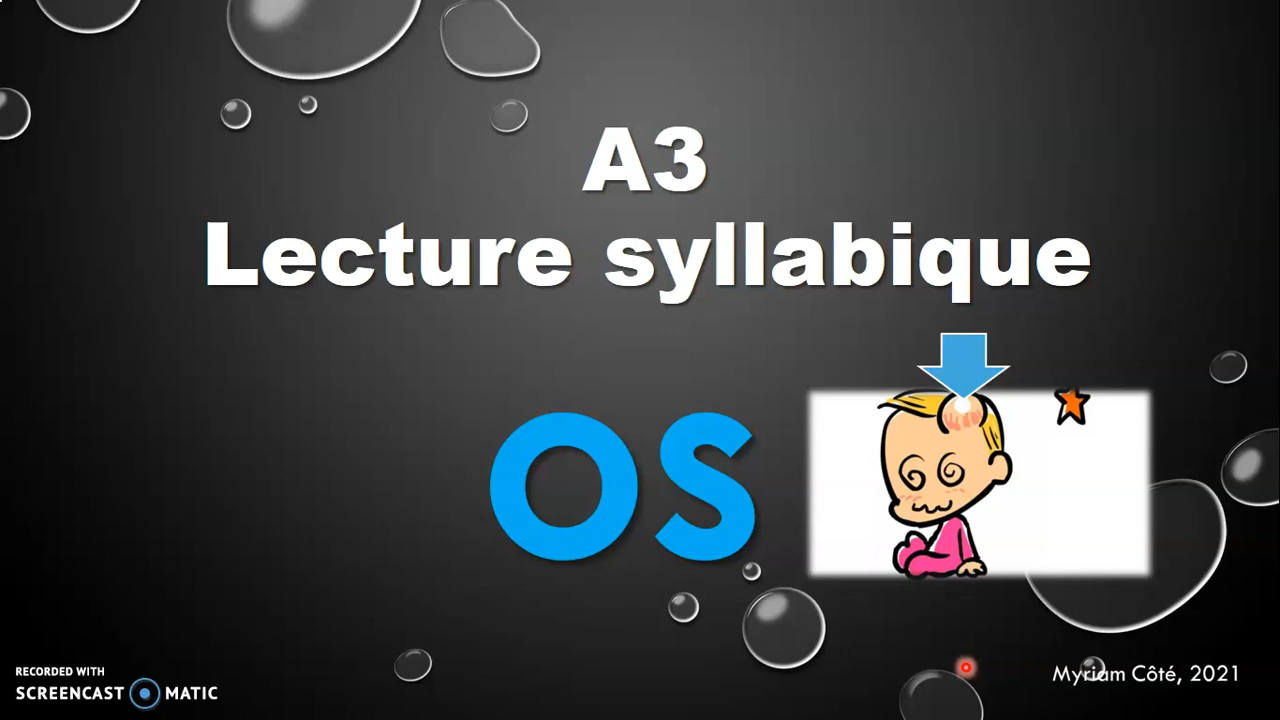 A3
Lecture syllabique
os
RECORDED WITH
SCREENCAST MATIC
Myriam Côté, 2021